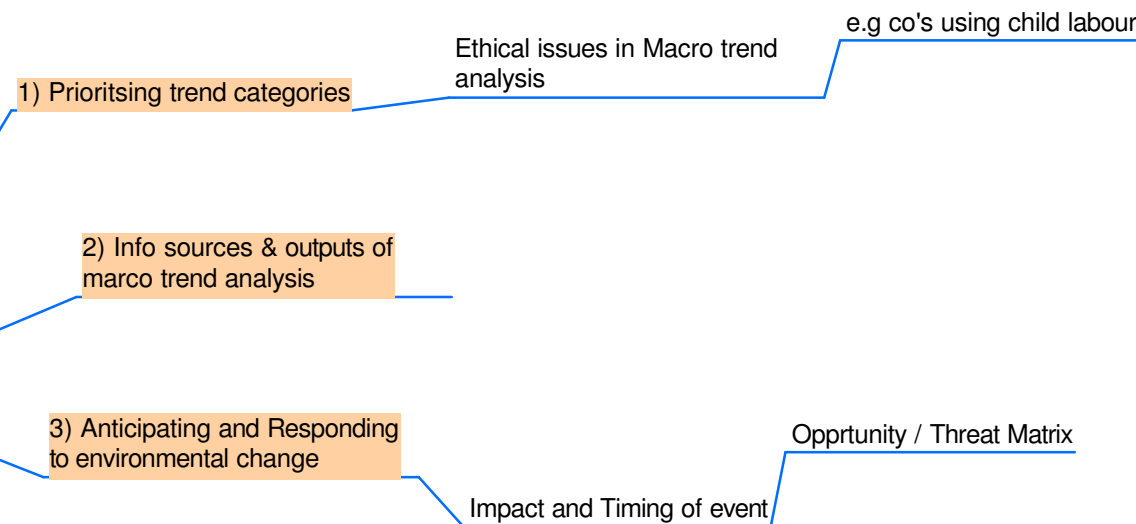 e.g co's using child labour
Ethical issues in Macro trend
analysis
1) Prioritsing trend categories
2) Info sources & outputs of
marco trend analysis
3) Anticipating and Responding
to environmental change
Opprtunity / Threat Matrix
Impact and Timing of event